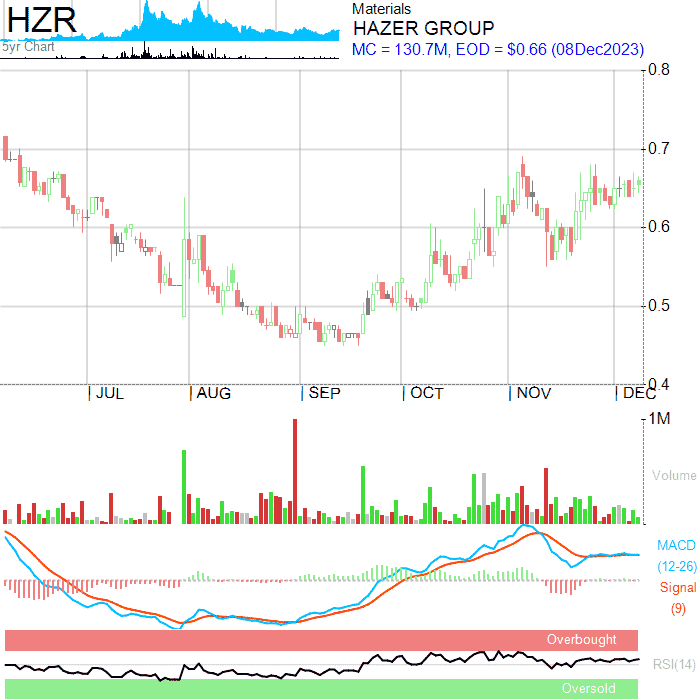 HZR
5yr Chart
Materials
HAZER GROUP
MC = 130.7M, EOD = $0.66 (08Dec2023)
0.8
0.7
0.6
0.5
0.4
JUL AUG SEP OCT NOV DEC
1M
Volume
MACD
(12-26)
Signal
(9)
Overbought
RSI(14)
Oversold